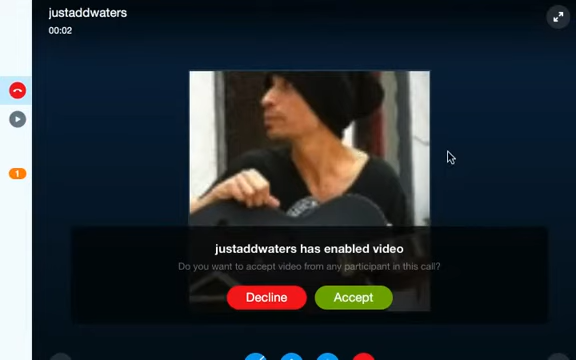 justaddwaters
00:02
1
justaddwaters has enabled video
Do you want to accept video from any participant in this call?
Decline
Accept